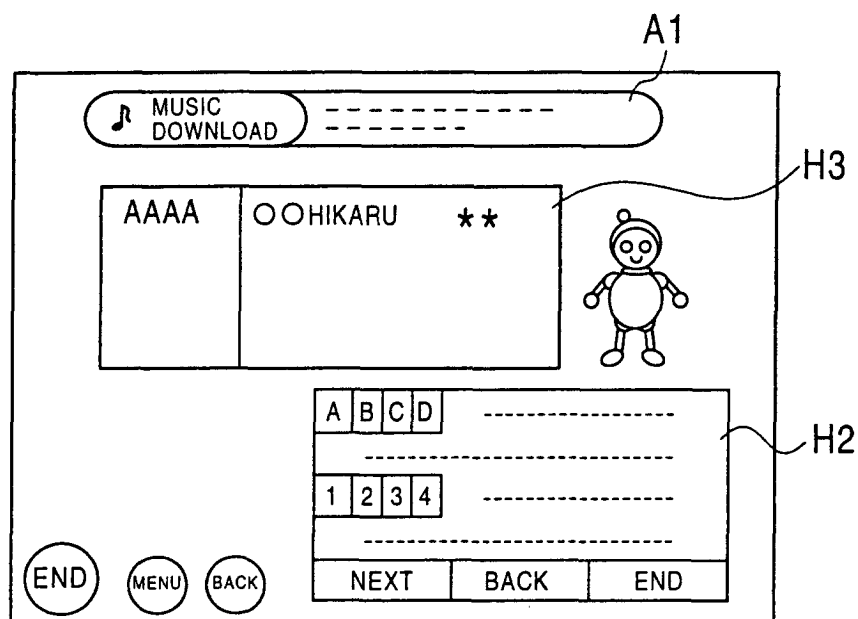 A1
MUSIC
DOWNLOAD
H3
AAAA ○○HIKARU **
A B C D
H2
1 2 3 4
NEXT BACK END
END MENU BACK